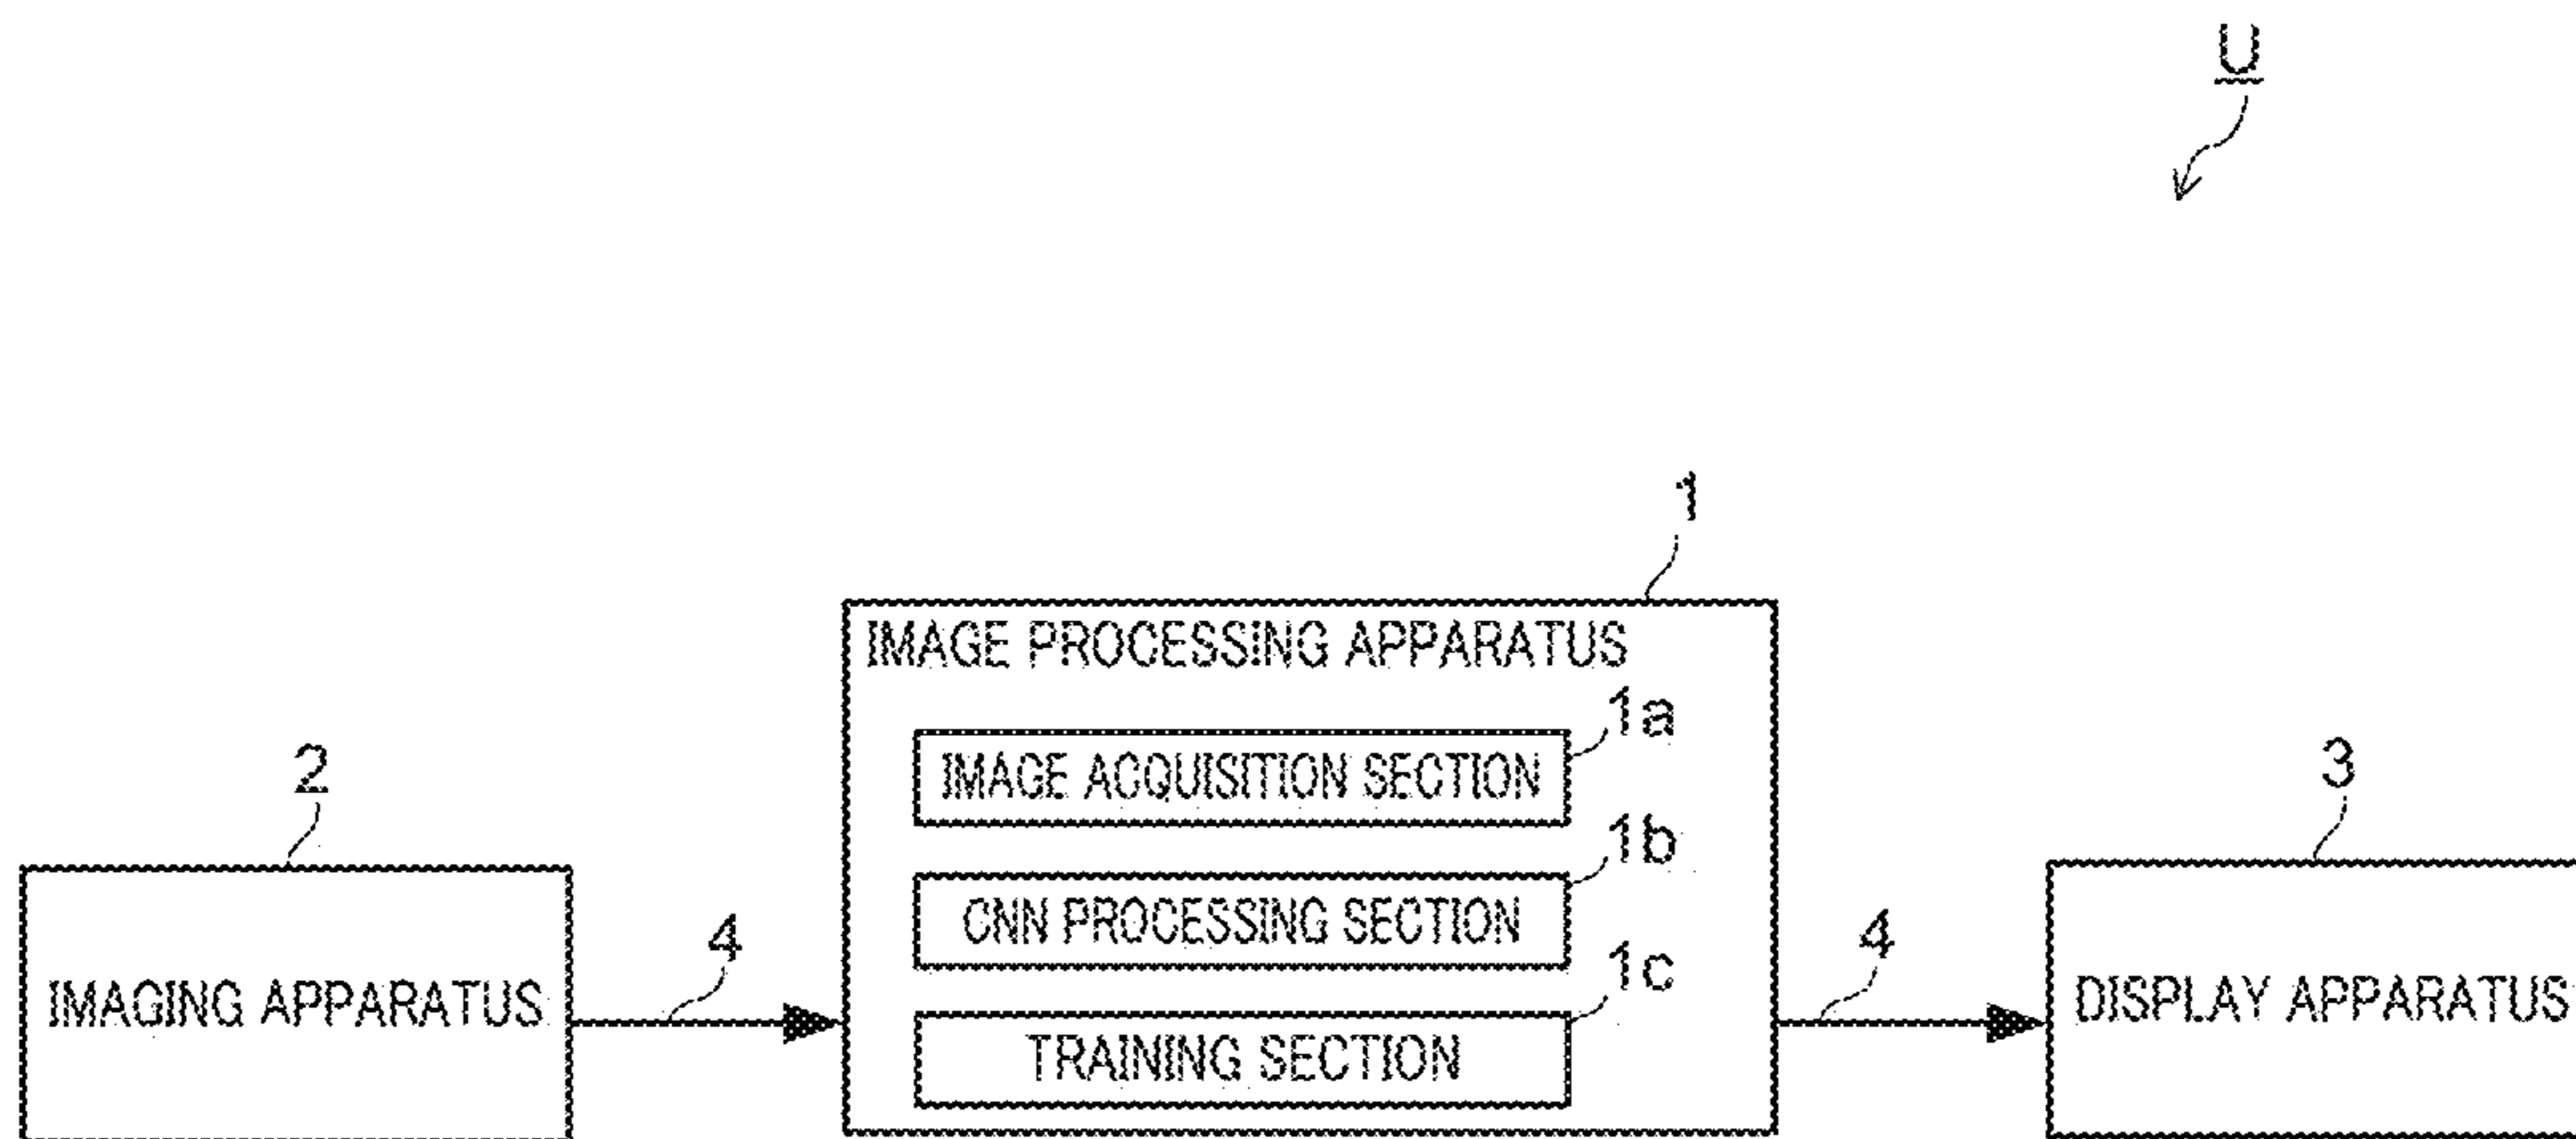 U
1
IMAGE PROCESSING APPARATUS
1a
IMAGE ACQUISITION SECTION
1b
CNN PROCESSING SECTION
1c
TRAINING SECTION
2
IMAGING APPARATUS
4
4
3
DISPLAY APPARATUS